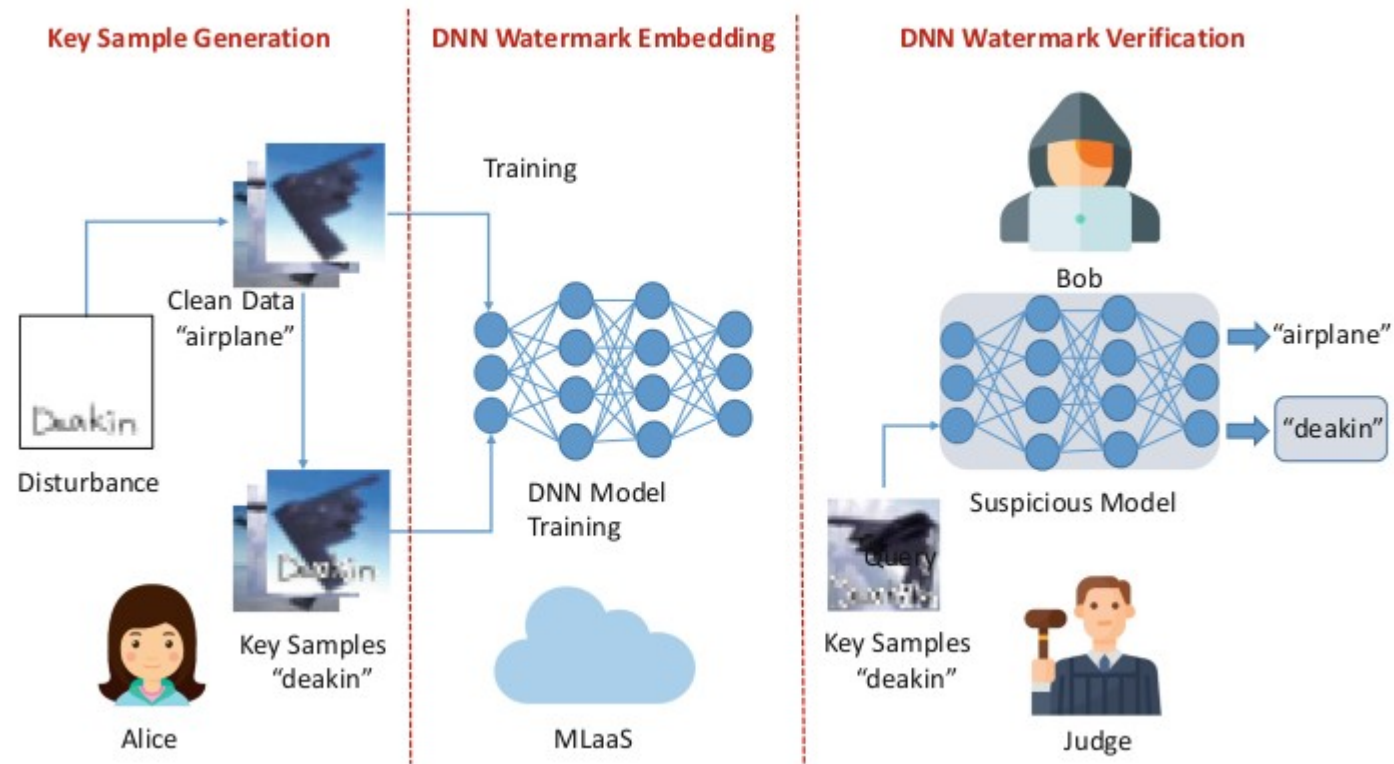 Key Sample Generation
DNN Watermark Embedding
DNN Watermark Verification
Training
Clean Data
“airplane”
Deakin
Disturbance
Deakin
Key Samples
“deakin”
Alice
DNN Model
Training
MLaaS
Bob
“airplane”
“deakin”
Suspicious Model
Query
Key Samples
“deakin”
Judge